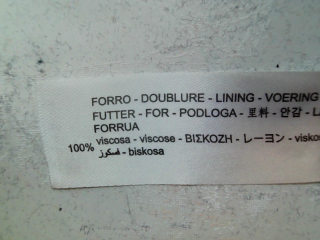 FORRO - DOUBLURE - LINING - VOERING
FUTTER - FOR - PODLOGA - 里料 - 안감 -
FORRUA
100% viscosa - viscose - ΒΙΣΚΟΖΗ - レーヨン -
فسكوز - biskosa